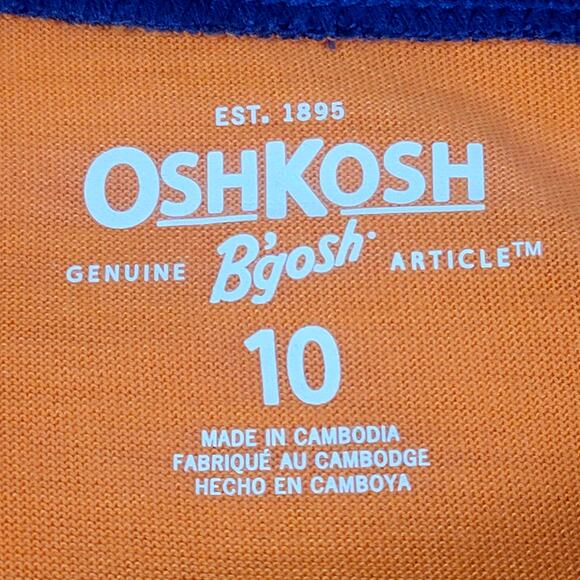 EST. 1895
OSHKOSH
GENUINE B'gosh® ARTICLE™
10
MADE IN CAMBODIA
FABRIQUÉ AU CAMBODGE
HECHO EN CAMBOYA